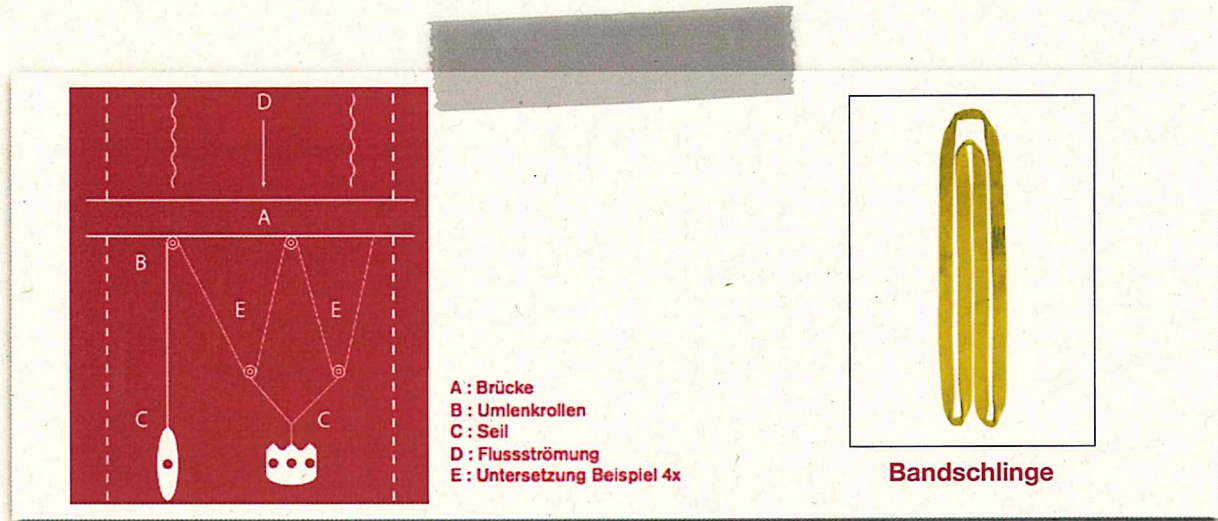 D
A
B
E
E
C
C
A : Brücke
B : Umlenkrollen
C : Seil
D : Flussströmung
E : Untersetzung Beispiel 4x
Bandschlinge